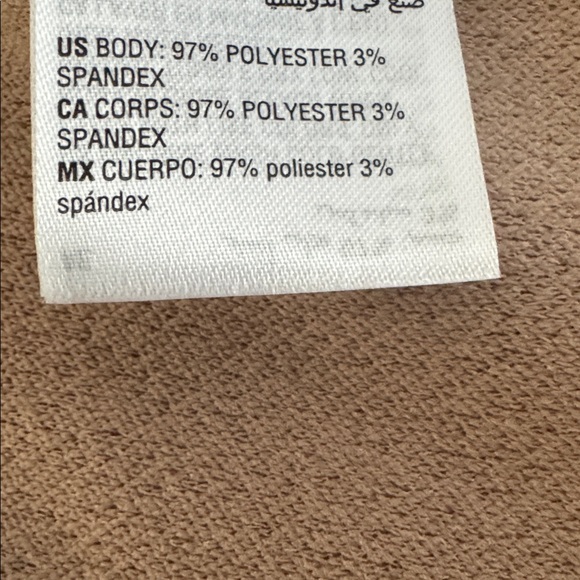 صنع في إندونيسيا
US BODY: 97% POLYESTER 3%
SPANDEX
CA CORPS: 97% POLYESTER 3%
SPANDEX
MX CUERPO: 97% poliester 3%
spándex